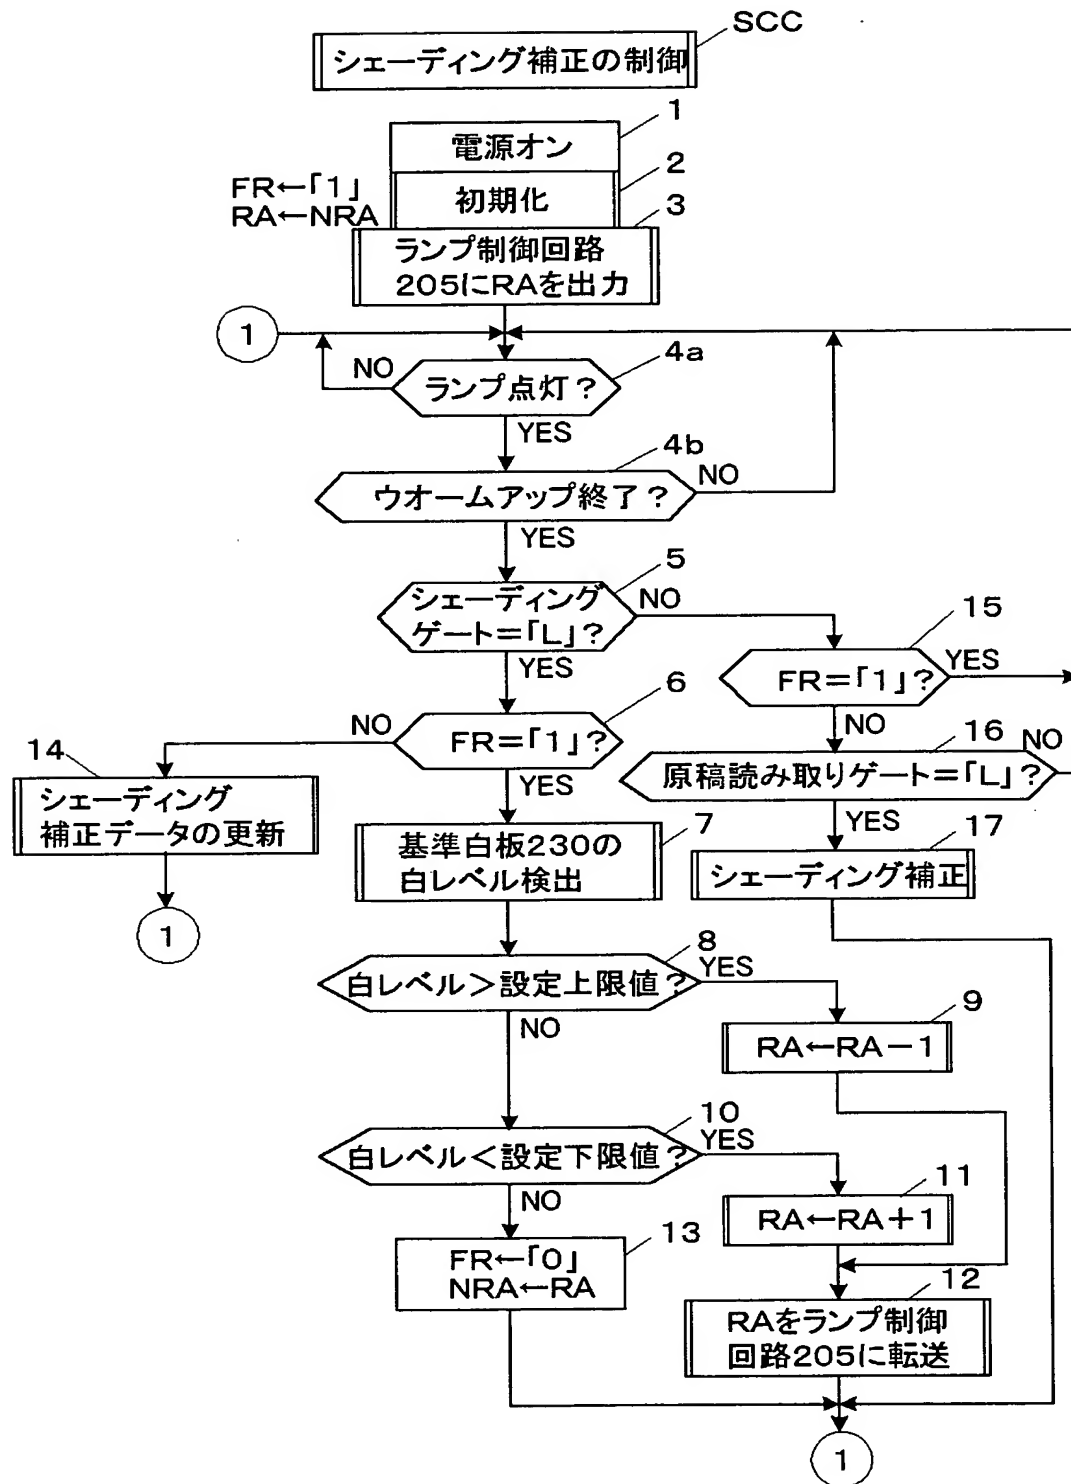 SCC
シェーディング補正の制御
1
電源オン
2
FR←「1」
RA←NRA
初期化
3
ランプ制御回路
205にRAを出力
1
4a
NO
ランプ点灯?
YES
4b
ウオームアップ終了?
NO
YES
5
シェーディング
ゲート=「L」?
NO
YES
15
FR=「1」?
YES
NO
6
FR=「1」?
NO
YES
14
シェーディング
補正データの更新
1
16
原稿読み取りゲート=「L」?
NO
YES
7
基準白板230の
白レベル検出
17
シェーディング補正
8
白レベル>設定上限値?
YES
NO
9
RA←RA-1
10
白レベル<設定下限値?
YES
NO
11
RA←RA+1
13
FR←「0」
NRA←RA
12
RAをランプ制御
回路205に転送
1